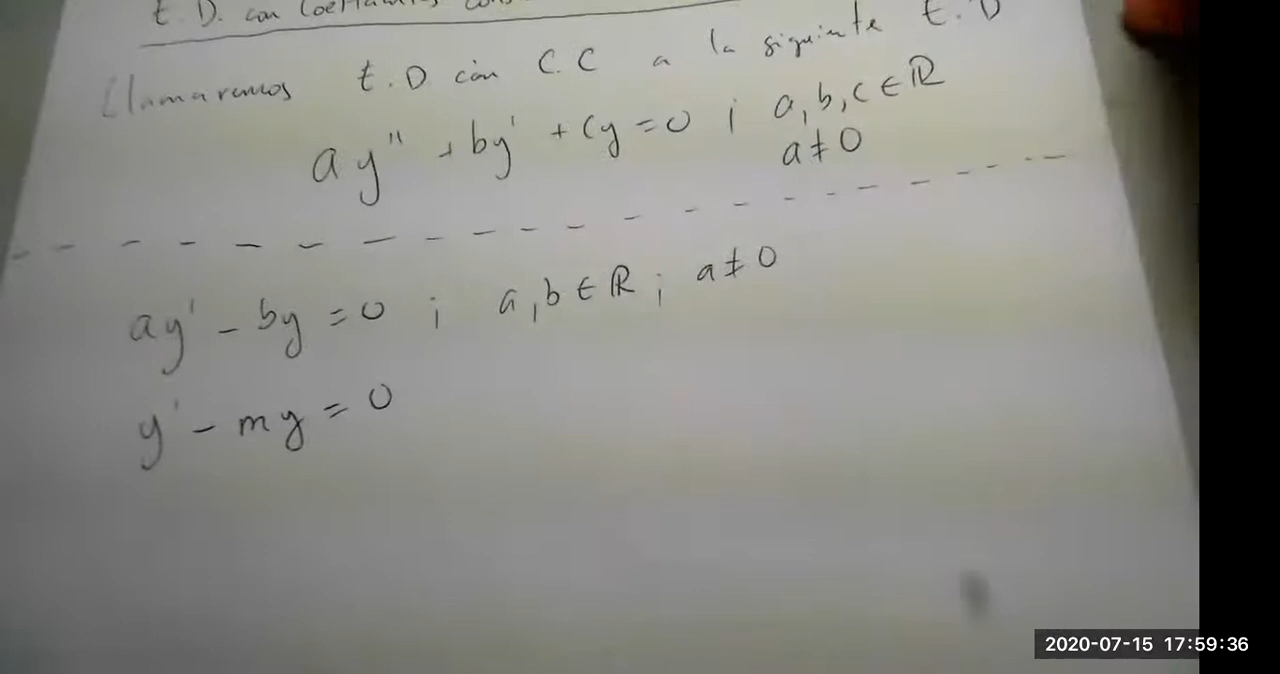 E. D. con Coeficientes
Llamaremos E. D con C. C a la siguiente E. D
ay'' + by' + cy = 0 ; a, b, c ∈ ℝ
a ≠ 0
ay' - by = 0 ; a, b ∈ ℝ ; a ≠ 0
y' - my = 0
2020-07-15 17:59:36